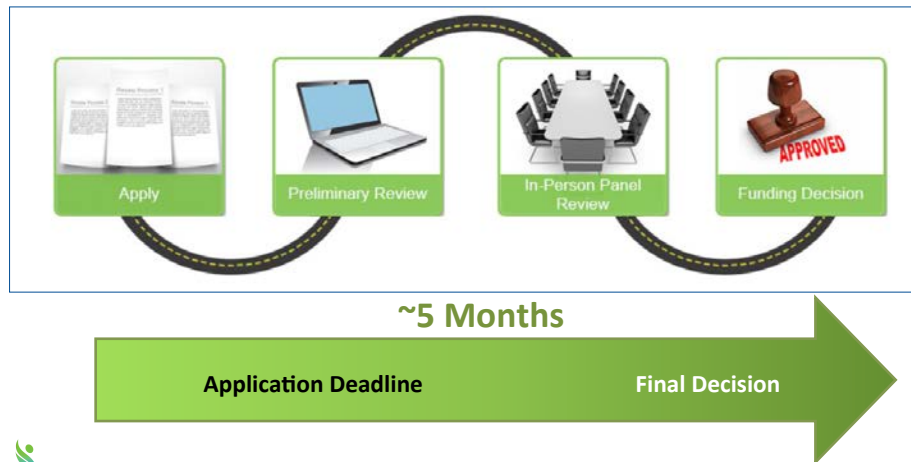 Apply
Preliminary Review
In-Person Panel
Review
APPROVED
Funding Decision
~5 Months
Application Deadline
Final Decision